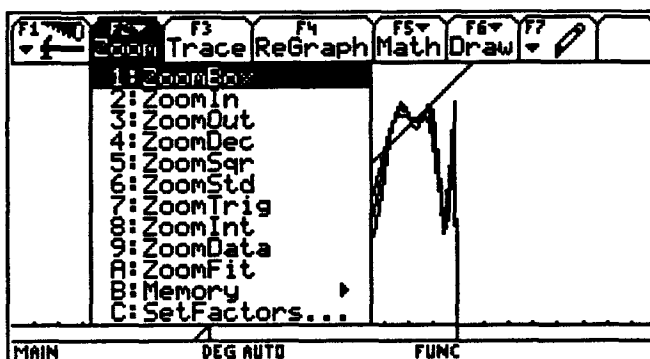 F1 F2 F3 F4 F5 F6 F7
Zoom Trace ReGraph Math Draw
1:ZoomBox
2:ZoomIn
3:ZoomOut
4:ZoomDec
5:ZoomSqr
6:ZoomStd
7:ZoomTrig
8:ZoomInt
9:ZoomData
A:ZoomFit
B:Memory
C:SetFactors...
MAIN DEG AUTO FUNC